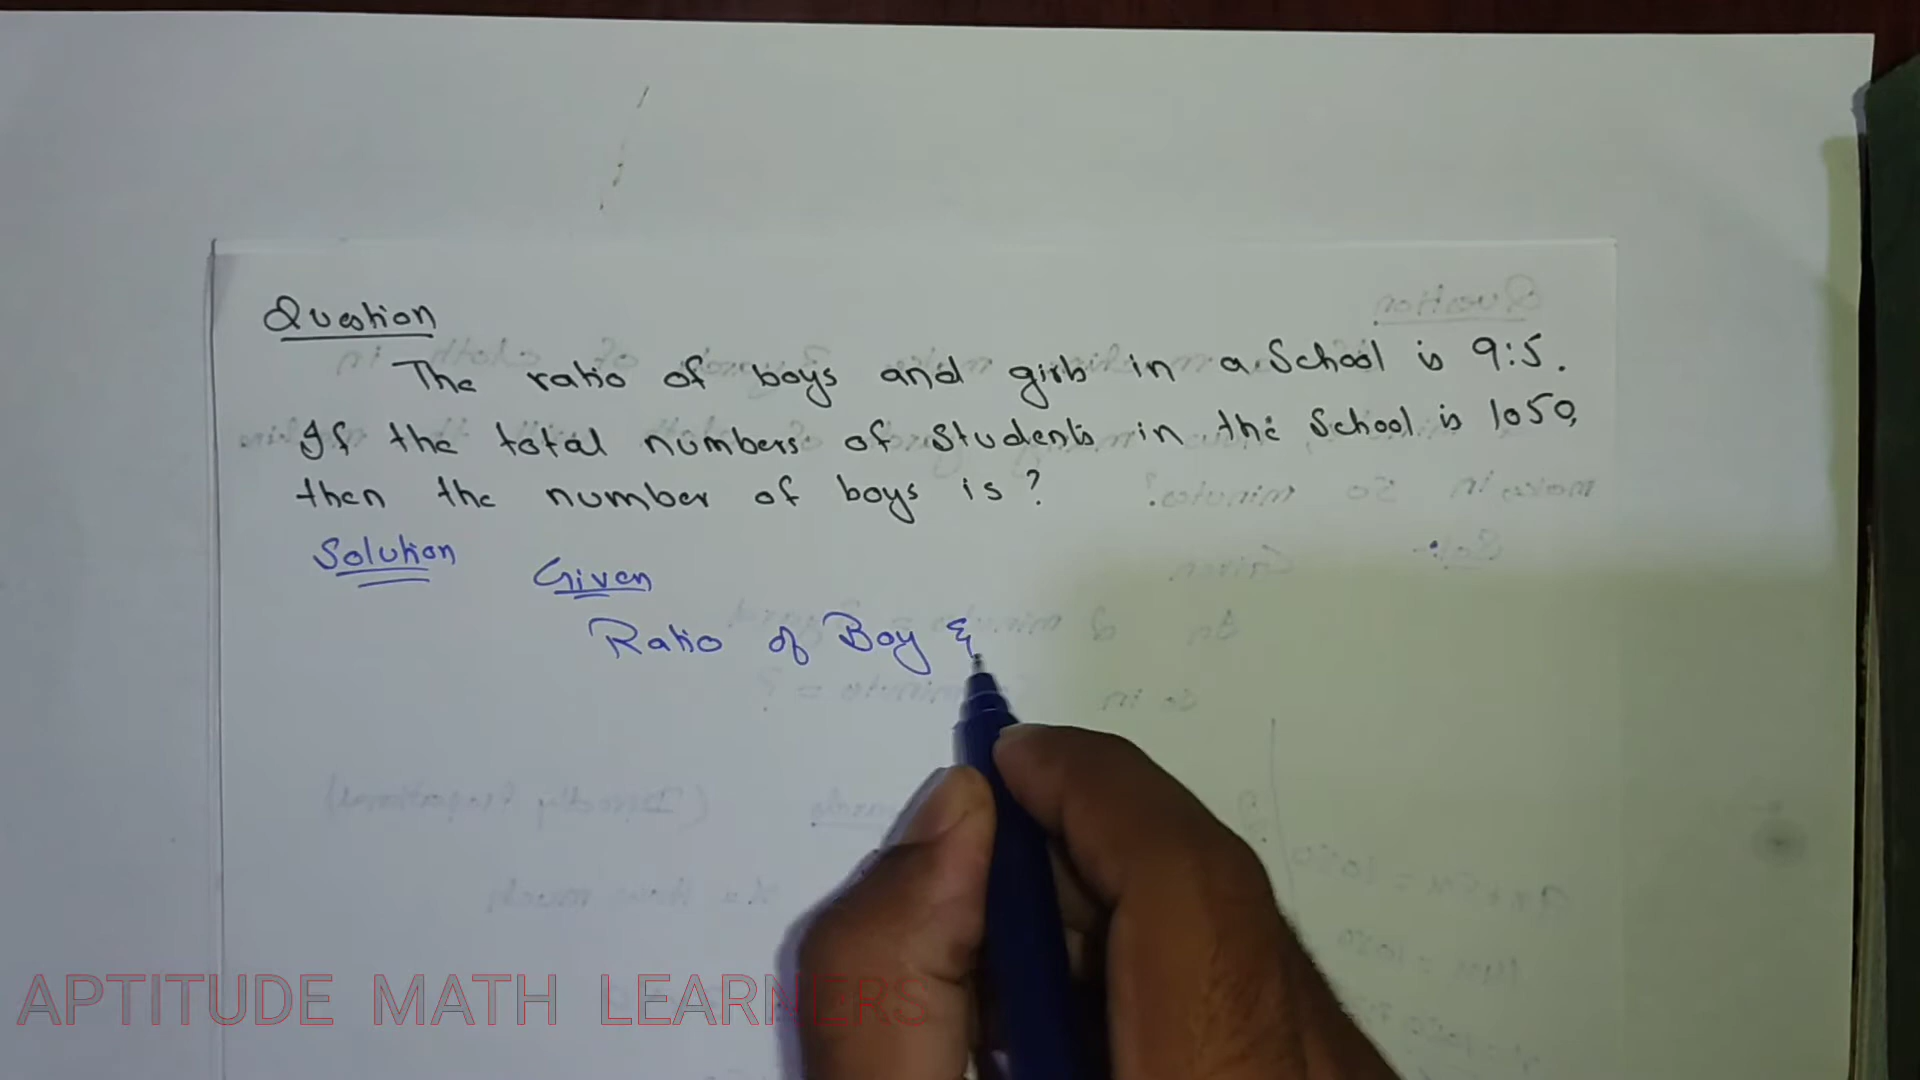 Question
The ratio of boys and girls in a School is 9:5.
If the total numbers of students in the School is 1050,
then the number of boys is?
Solution
Given
Ratio of Boy &
APTITUDE MATH LEARNERS